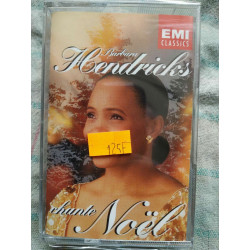 EMI
CLASSICS
Barbara
Hendricks
125F
chante
Noël